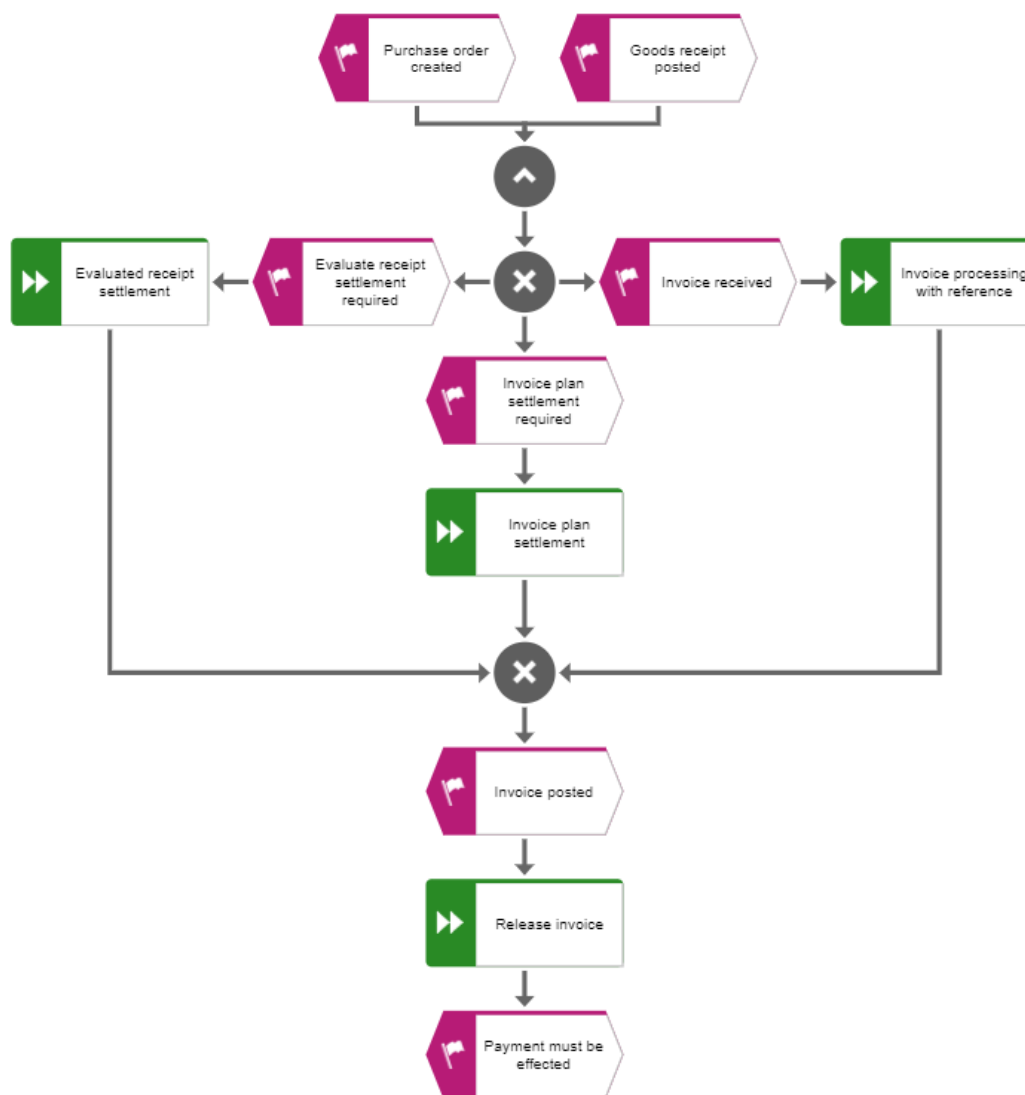 Purchase order
created
Goods receipt
posted
Evaluated receipt
settlement
Evaluate receipt
settlement
required
Invoice received
Invoice processing
with reference
Invoice plan
settlement
required
Invoice plan
settlement
Invoice posted
Release invoice
Payment must be
effected